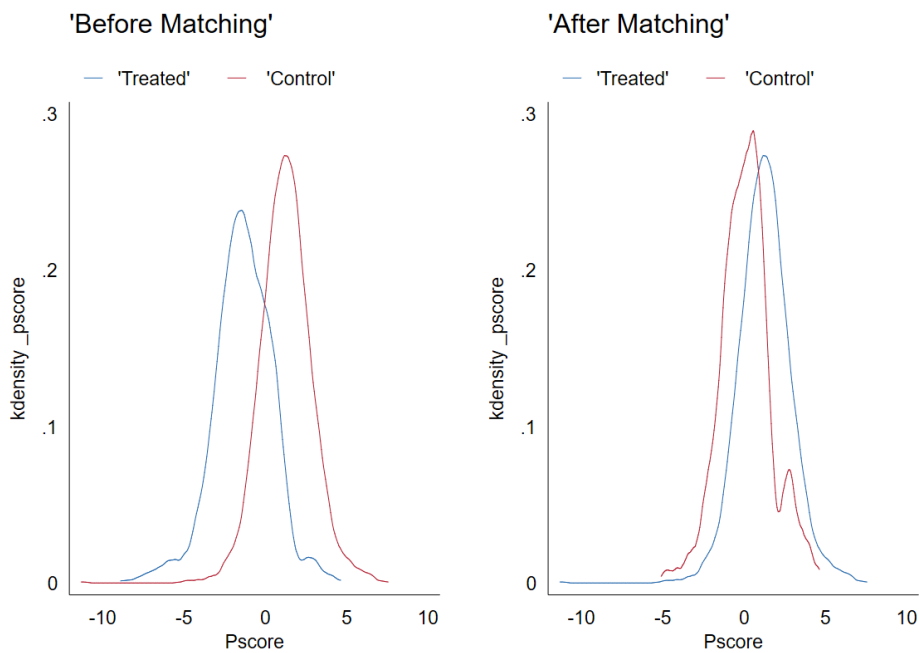 'Before Matching'
'Treated' 'Control'
.3
.2
.1
0
kdensity _pscore
-10 -5 0 5 10
Pscore
'After Matching'
'Treated' 'Control'
.3
.2
.1
0
kdensity _pscore
-10 -5 0 5 10
Pscore